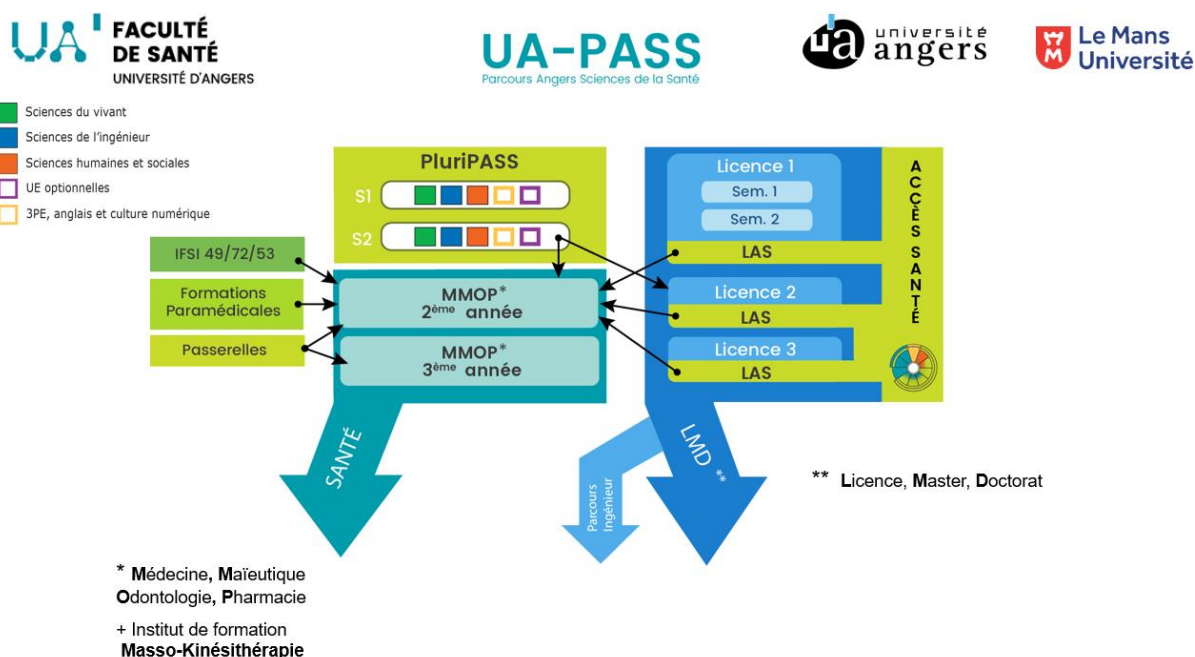 UA'
FACULTÉ
DE SANTÉ
UNIVERSITÉ D'ANGERS
UA-PASS
Parcours Angers Sciences de la Santé
ua
université
angers
Le Mans
Université
Sciences du vivant
Sciences de l'ingénieur
Sciences humaines et sociales
UE optionnelles
3PE, anglais et culture numérique
PluriPASS
S1
S2
IFSI 49/72/53
Formations
Paramédicales
Passerelles
MMOP*
2ème année
MMOP*
3ème année
SANTÉ
Licence 1
Sem. 1
Sem. 2
LAS
Licence 2
LAS
Licence 3
LAS
ACCÈS SANTÉ
LMD **
Parcours
Ingénieur
** Licence, Master, Doctorat
* Médecine, Maïeutique
Odontologie, Pharmacie
+ Institut de formation
Masso-Kinésithérapie